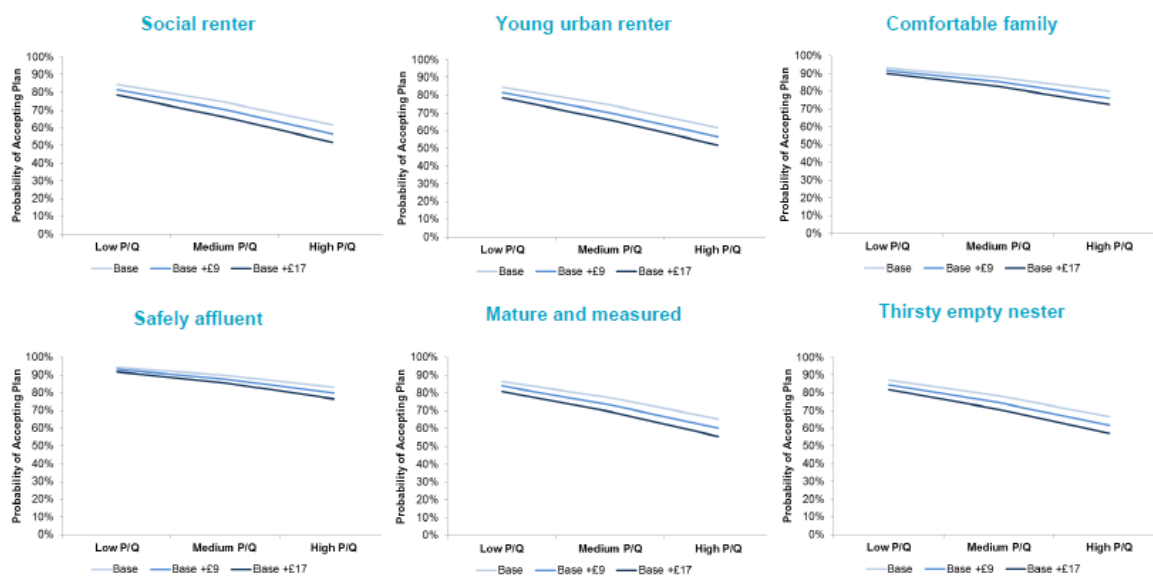 Social renter
Probability of Accepting Plan
100%
90%
80%
70%
60%
50%
40%
30%
20%
10%
0%
Low P/Q Medium P/Q High P/Q
Base Base +£9 Base +£17
Young urban renter
Probability of Accepting Plan
100%
90%
80%
70%
60%
50%
40%
30%
20%
10%
0%
Low P/Q Medium P/Q High P/Q
Base Base +£9 Base +£17
Comfortable family
Probability of Accepting Plan
100%
90%
80%
70%
60%
50%
40%
30%
20%
10%
0%
Low P/Q Medium P/Q High P/Q
Base Base +£9 Base +£17
Safely affluent
Probability of Accepting Plan
100%
90%
80%
70%
60%
50%
40%
30%
20%
10%
0%
Low P/Q Medium P/Q High P/Q
Base Base +£9 Base +£17
Mature and measured
Probability of Accepting Plan
100%
90%
80%
70%
60%
50%
40%
30%
20%
10%
0%
Low P/Q Medium P/Q High P/Q
Base Base +£9 Base +£17
Thirsty empty nester
Probability of Accepting Plan
100%
90%
80%
70%
60%
50%
40%
30%
20%
10%
0%
Low P/Q Medium P/Q High P/Q
Base Base +£9 Base +£17